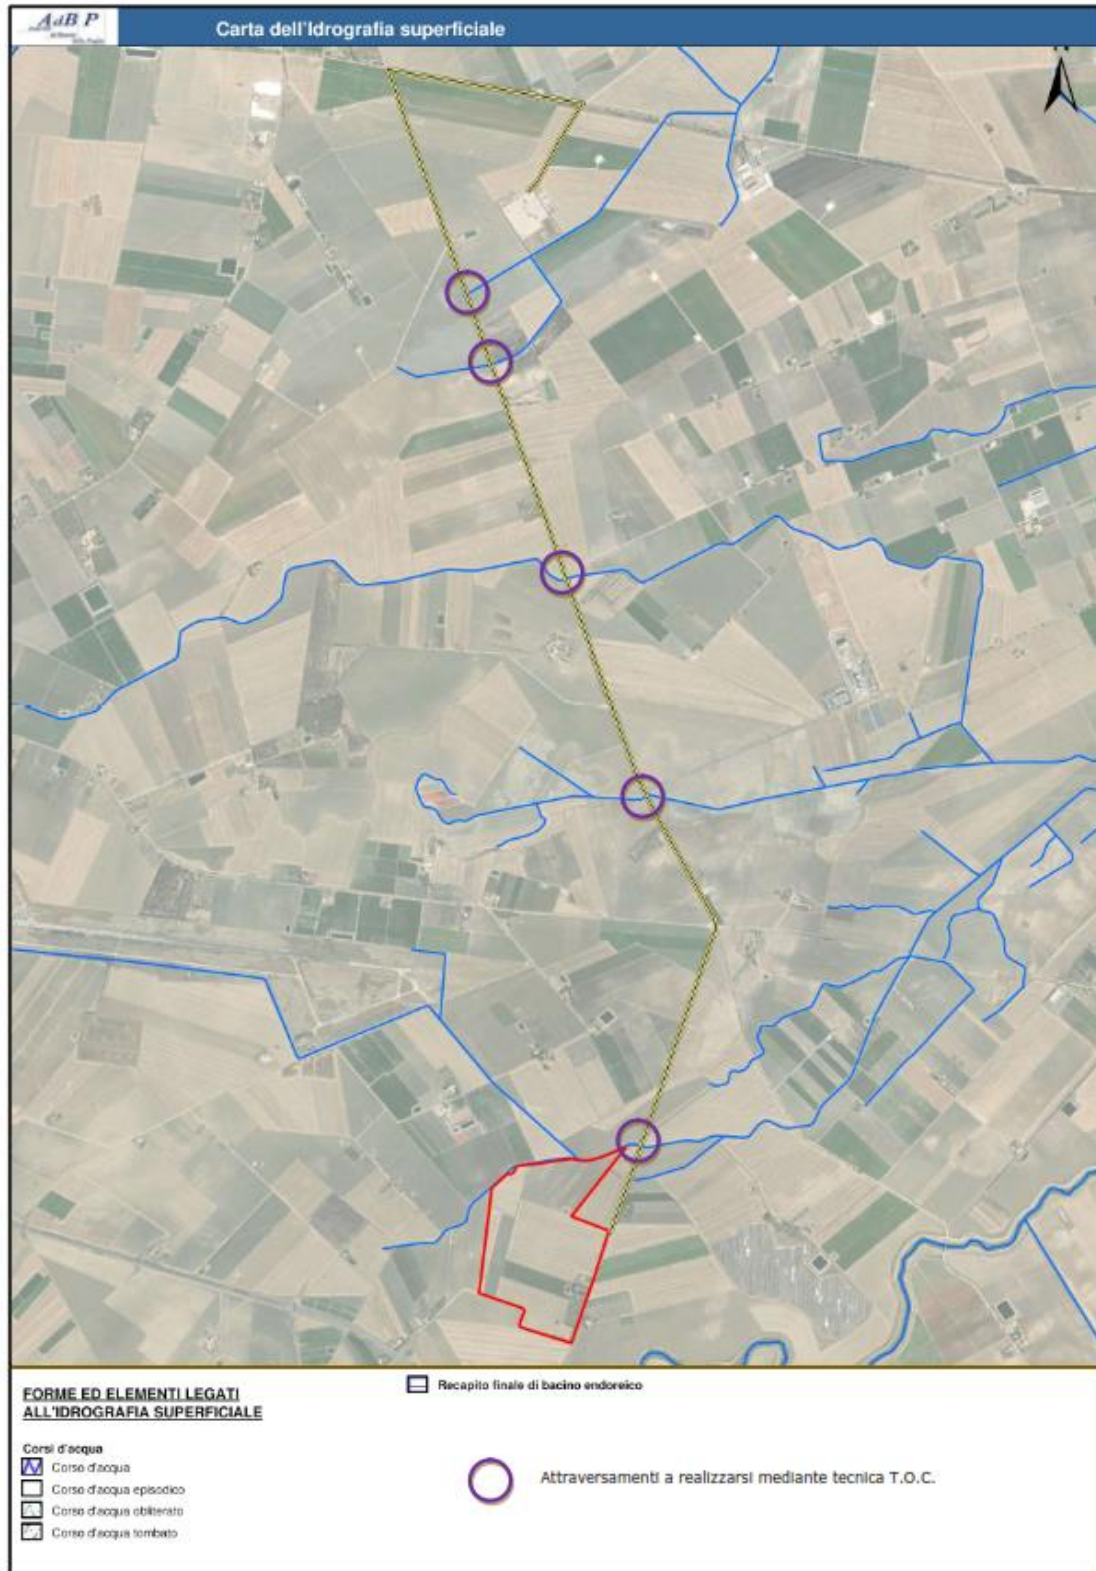 AdB P
Carta dell'Idrografia superficiale
FORME ED ELEMENTI LEGATI
ALL'IDROGRAFIA SUPERFICIALE
Recapito finale di bacino endoreico
Corsi d'acqua
Corso d'acqua
Corso d'acqua episodico
Corso d'acqua obliterato
Corso d'acqua tombato
Attraversamenti a realizzarsi mediante tecnica T.O.C.